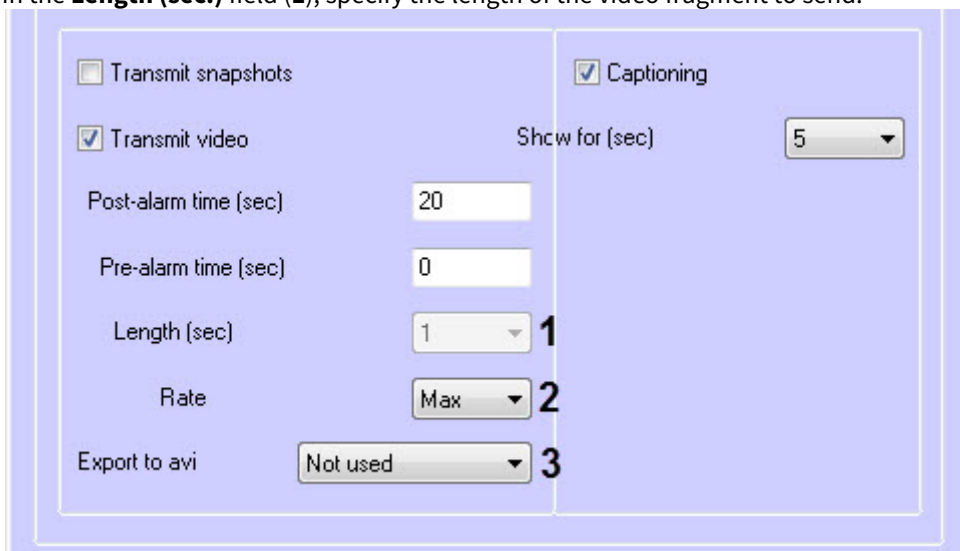 In the Length (sec.) field (1), specify the length of the video fragment to send.
Transmit snapshots
Captioning
Transmit video
Show for (sec)
5
Post-alarm time (sec)
20
Pre-alarm time (sec)
0
Length (sec)
1
1
Rate
Max
2
Export to avi
Not used
3